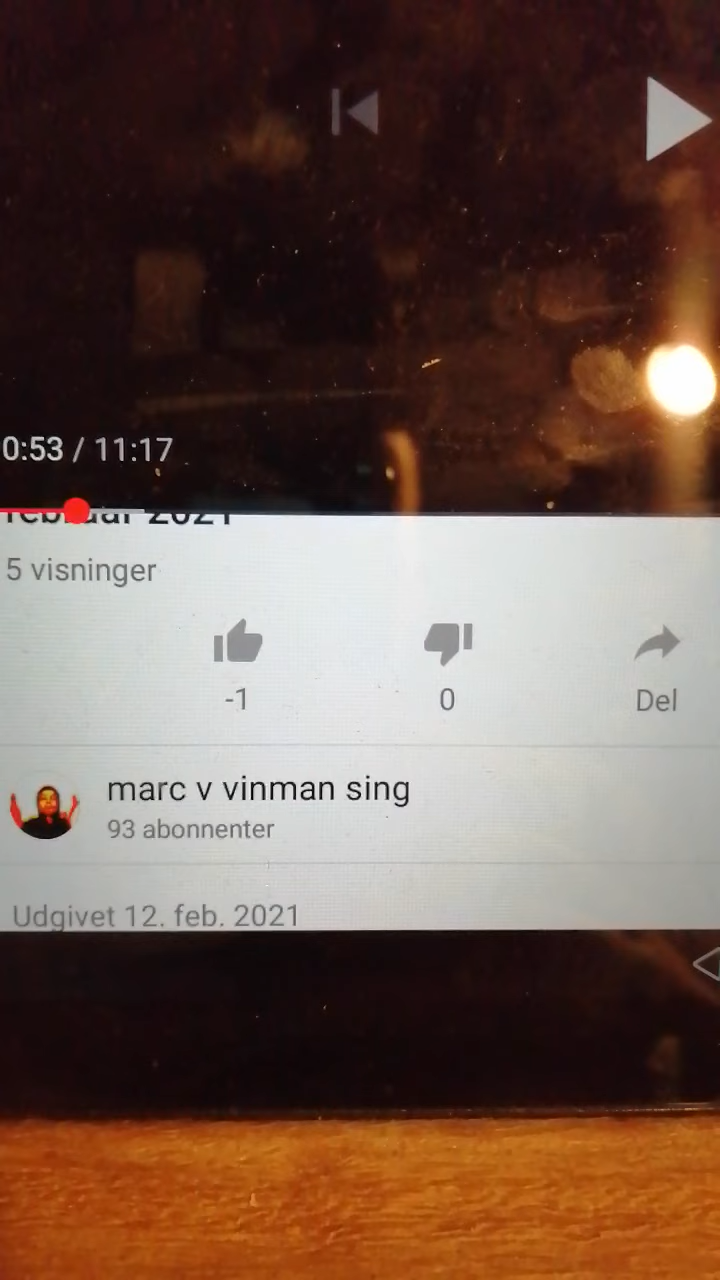 0:53 / 11:17
februar 2021
5 visninger
-1
0
Del
marc v vinman sing
93 abonnenter
Udgivet 12. feb. 2021